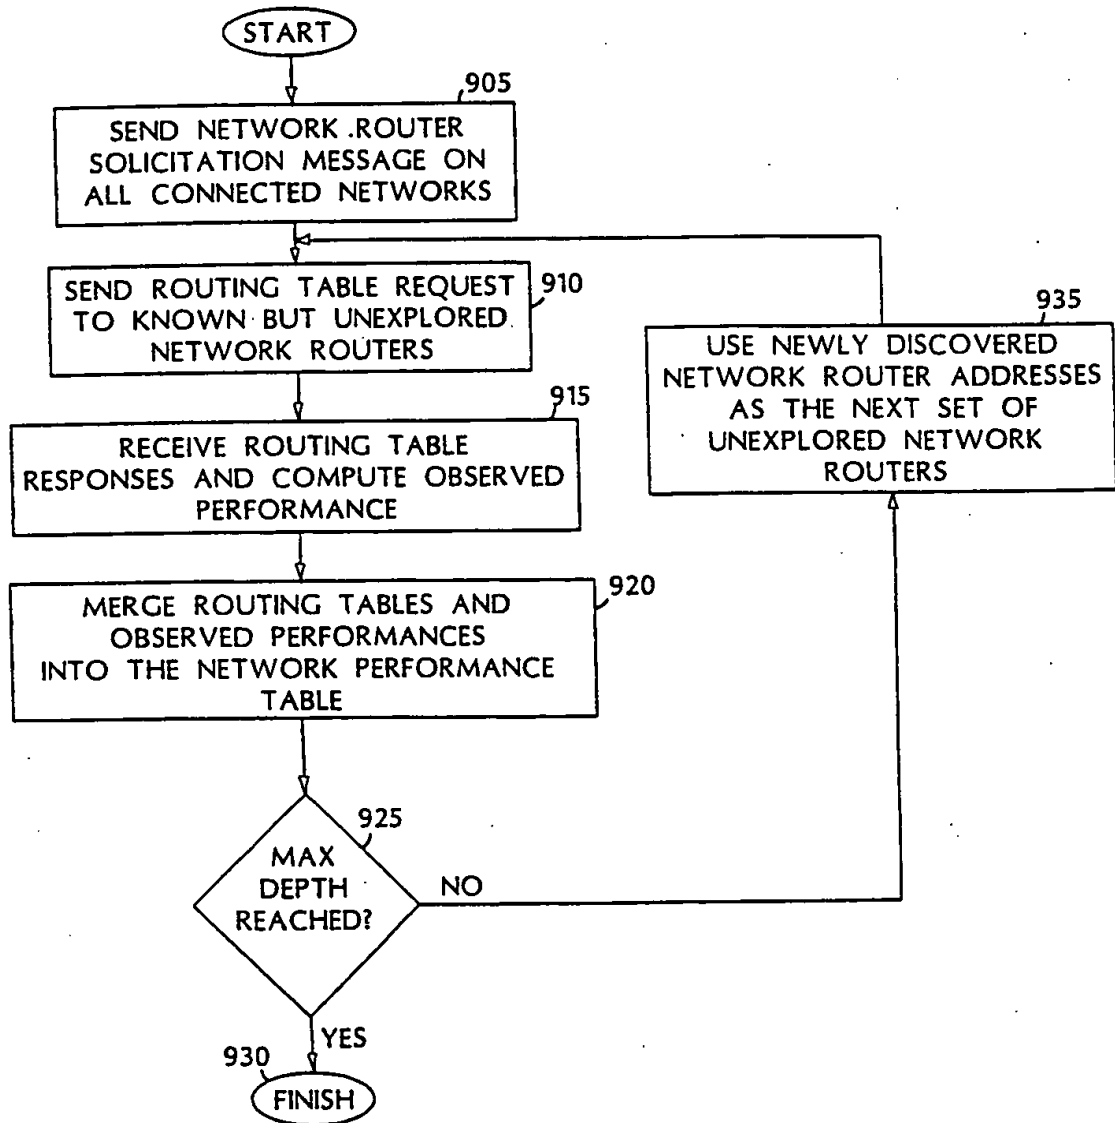 START
905
SEND NETWORK ROUTER
SOLICITATION MESSAGE ON
ALL CONNECTED NETWORKS
SEND ROUTING TABLE REQUEST
TO KNOWN BUT UNEXPLORED
NETWORK ROUTERS
910
915
RECEIVE ROUTING TABLE
RESPONSES AND COMPUTE OBSERVED
PERFORMANCE
920
MERGE ROUTING TABLES AND
OBSERVED PERFORMANCES
INTO THE NETWORK PERFORMANCE
TABLE
925
MAX
DEPTH
REACHED?
NO
935
USE NEWLY DISCOVERED
NETWORK ROUTER ADDRESSES
AS THE NEXT SET OF
UNEXPLORED NETWORK
ROUTERS
YES
930
FINISH